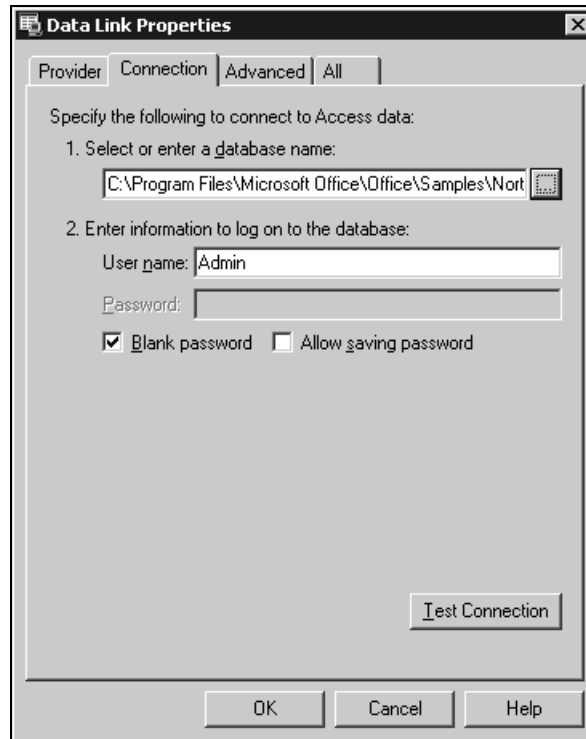 Data Link Properties
Provider Connection Advanced All
Specify the following to connect to Access data:
1. Select or enter a database name:
C:\Program Files\Microsoft Office\Office\Samples\Nort ...
2. Enter information to log on to the database:
User name: Admin
Password:
Blank password Allow saving password
Test Connection
OK Cancel Help